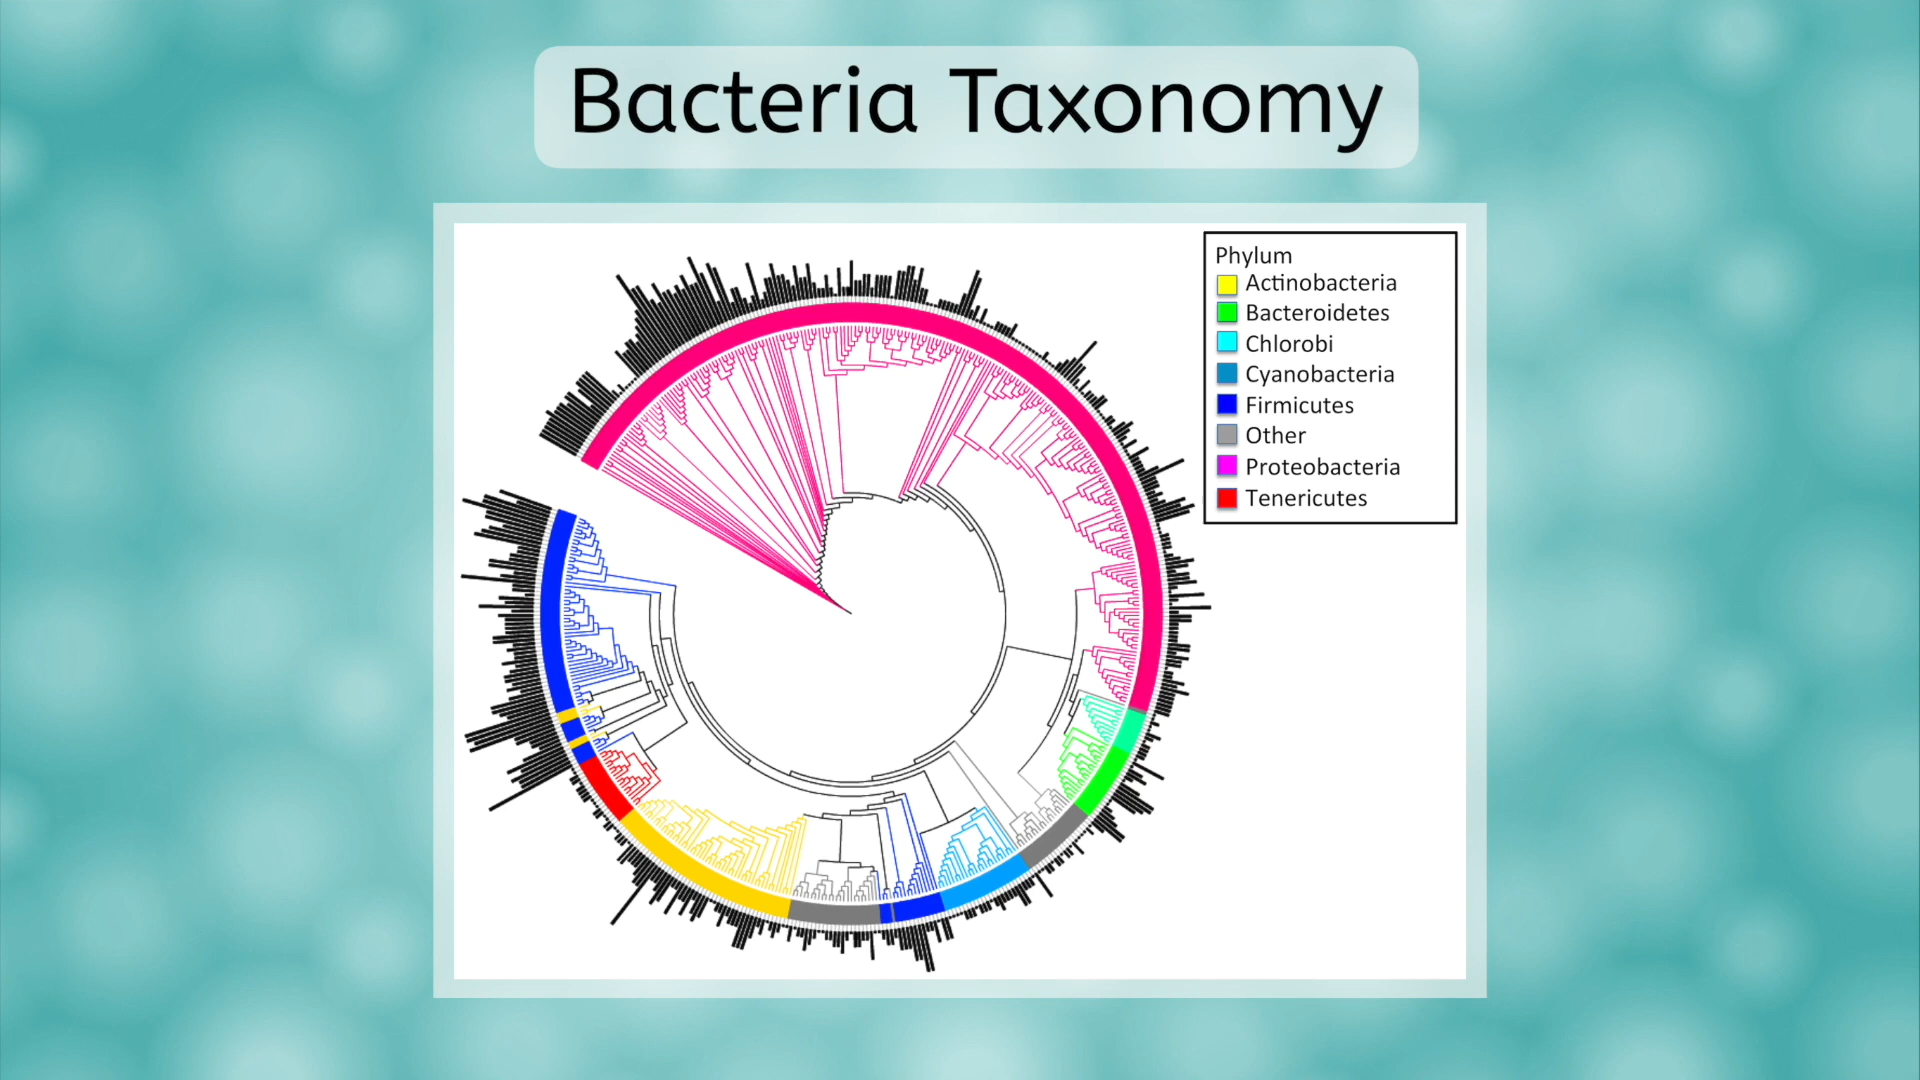 Bacteria Taxonomy
Phylum
Actinobacteria
Bacteroidetes
Chlorobi
Cyanobacteria
Firmicutes
Other
Proteobacteria
Tenericutes